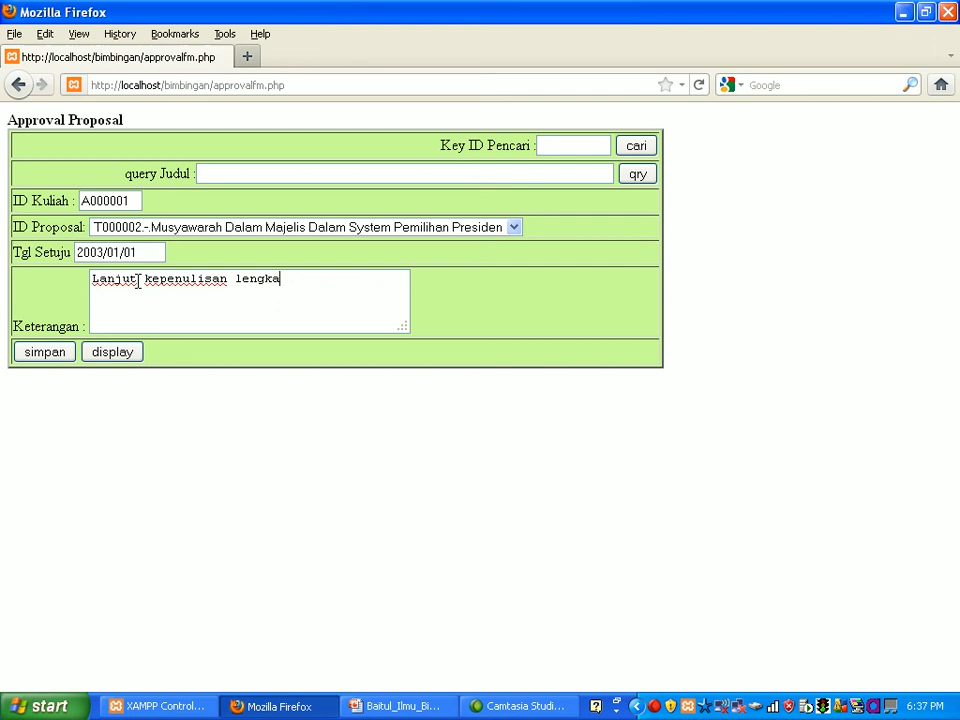 Mozilla Firefox
File Edit View History Bookmarks Tools Help
http://localhost/bimbingan/approvalfm.php
http://localhost/bimbingan/approvalfm.php
Google
Approval Proposal
Key ID Pencari : cari
query Judul : qry
ID Kuliah : A000001
ID Proposal: T000002.-.Musyawarah Dalam Majelis Dalam System Pemilihan Presiden
Tgl Setuju 2003/01/01
Lanjut kepenulisan lengka
Keterangan :
simpan display
start XAMPP Control... Mozilla Firefox Baitul_Ilmu_Bi... Camtasia Studi... 6:37 PM